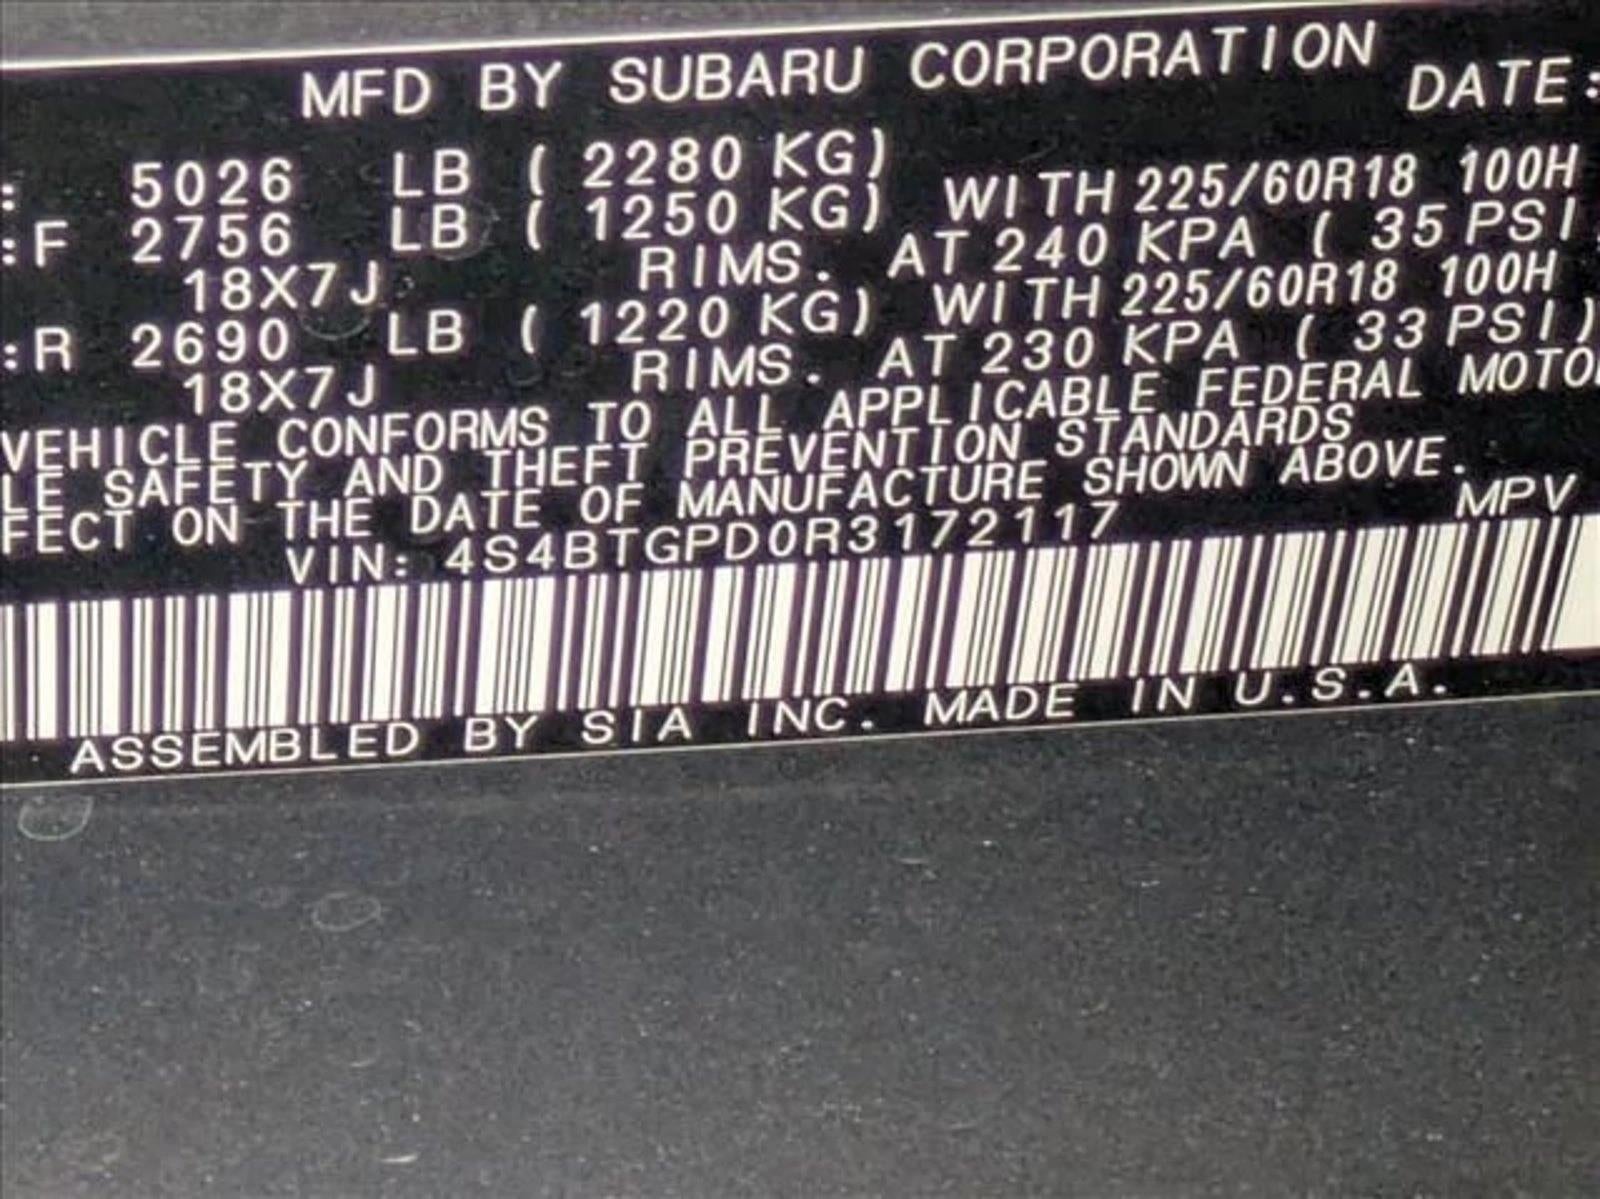 MFD BY SUBARU CORPORATION DATE:
: 5026 LB ( 2280 KG)
:F 2756 LB ( 1250 KG) WITH 225/60R18 100H
18X7J RIMS. AT 240 KPA ( 35 PSI
:R 2690 LB ( 1220 KG) WITH 225/60R18 100H
18X7J RIMS. AT 230 KPA ( 33 PSI)
VEHICLE CONFORMS TO ALL APPLICABLE FEDERAL MOTO
LE SAFETY AND THEFT PREVENTION STANDARDS
FECT ON THE DATE OF MANUFACTURE SHOWN ABOVE.
VIN: 4S4BTGPD0R3172117 MPV
ASSEMBLED BY SIA INC. MADE IN U.S.A.